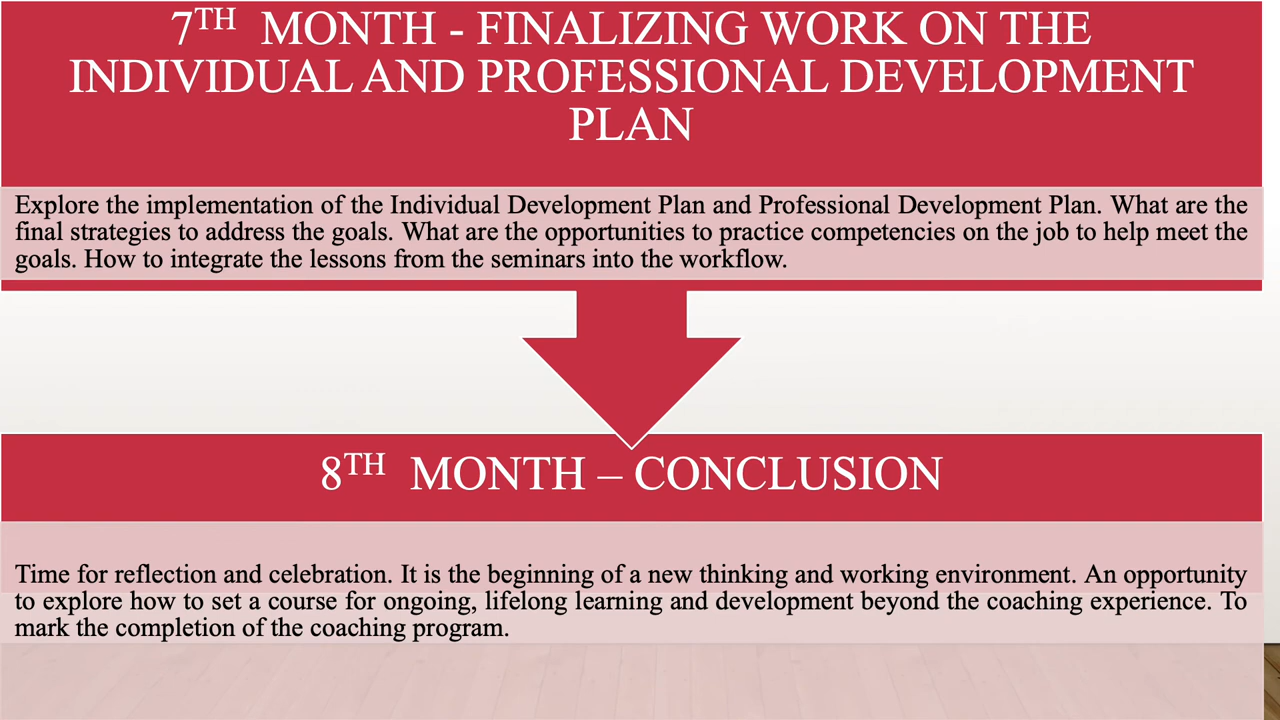 7TH MONTH - FINALIZING WORK ON THE
INDIVIDUAL AND PROFESSIONAL DEVELOPMENT
PLAN
Explore the implementation of the Individual Development Plan and Professional Development Plan. What are the
final strategies to address the goals. What are the opportunities to practice competencies on the job to help meet the
goals. How to integrate the lessons from the seminars into the workflow.
8TH MONTH – CONCLUSION
Time for reflection and celebration. It is the beginning of a new thinking and working environment. An opportunity
to explore how to set a course for ongoing, lifelong learning and development beyond the coaching experience. To
mark the completion of the coaching program.